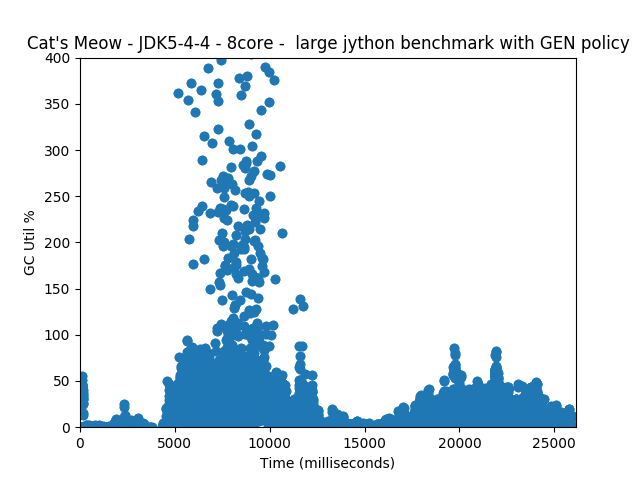 Cat's Meow - JDK5-4-4 - 8core -  large jython benchmark with GEN policy
400
350
300
250
200
150
100
50
0
GC Util %
0 5000 10000 15000 20000 25000
Time (milliseconds)